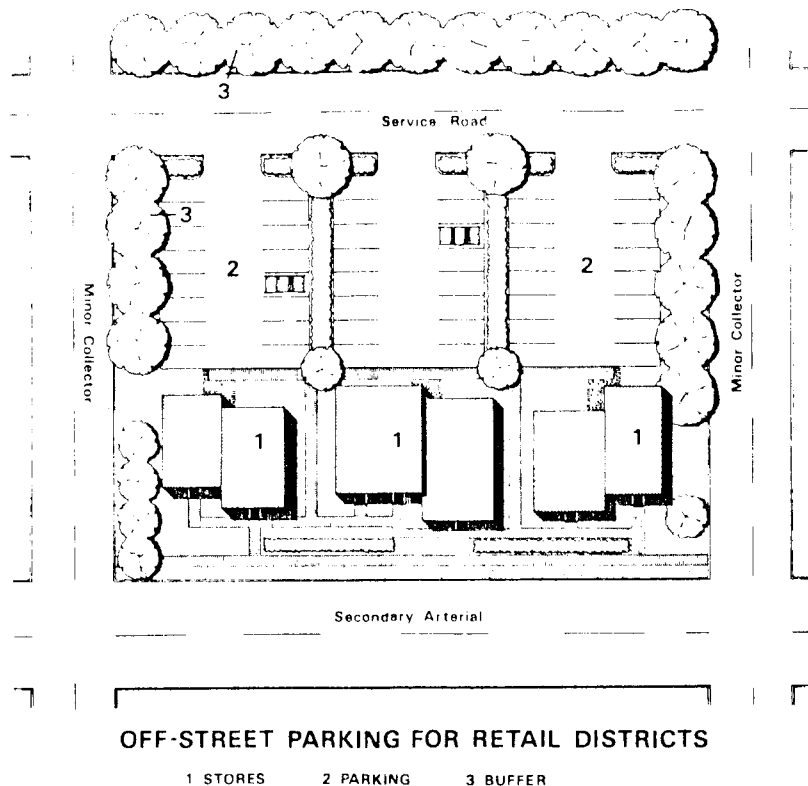 3
Service Road
3
2
2
Minor Collector
Minor Collector
1
1
1
Secondary Arterial
OFF-STREET PARKING FOR RETAIL DISTRICTS
1 STORES 2 PARKING 3 BUFFER